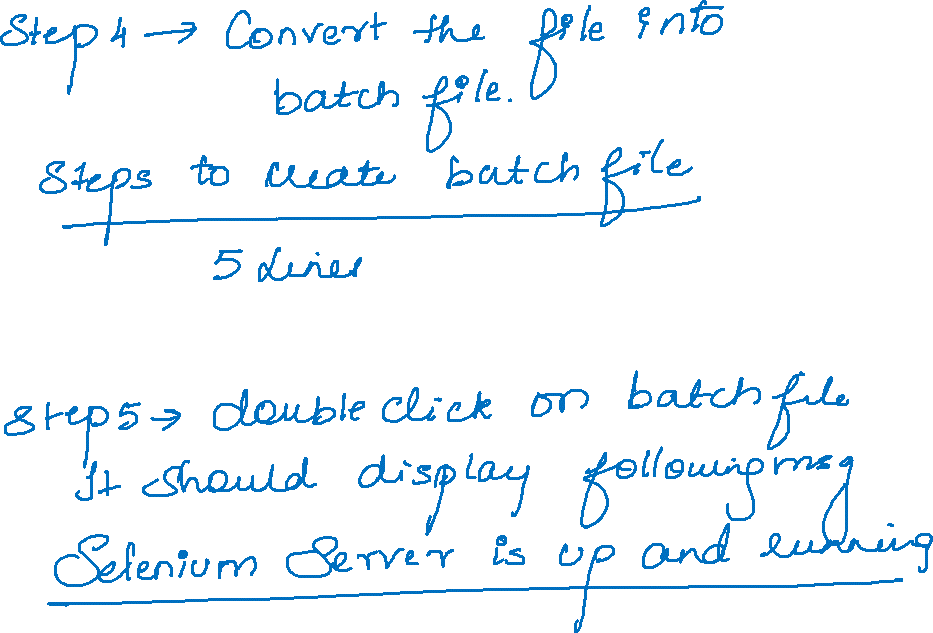 Step 4 → Convert the file into
batch file.
Steps to create batch file
5 Lines
Step 5 → double click on batch file
It should display following msg
Selenium Server is up and running